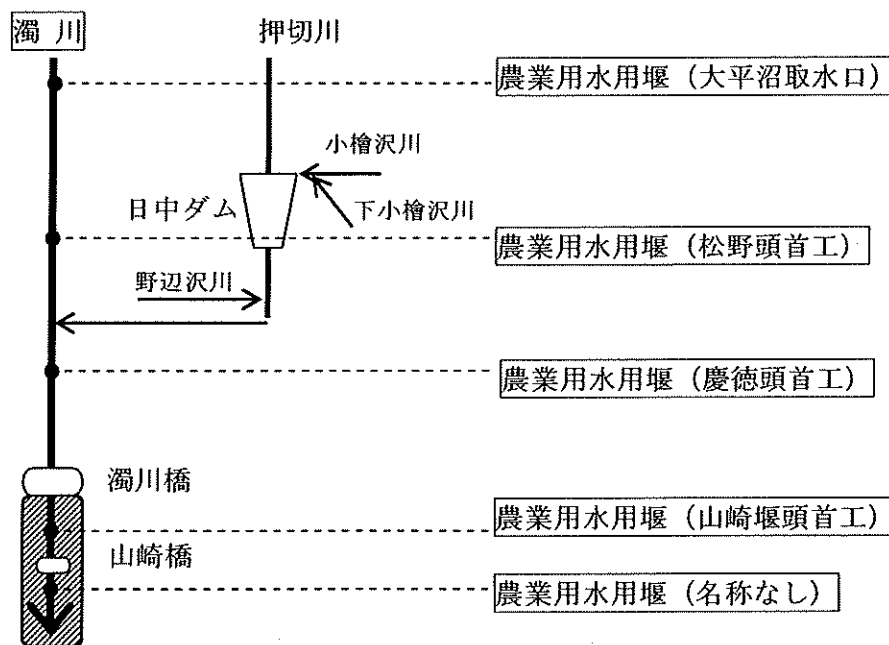 濁川
押切川
農業用水用堰（大平沼取水口）
小檜沢川
日中ダム
下小檜沢川
農業用水用堰（松野頭首工）
野辺沢川
農業用水用堰（慶徳頭首工）
濁川橋
農業用水用堰（山崎堰頭首工）
山崎橋
農業用水用堰（名称なし）